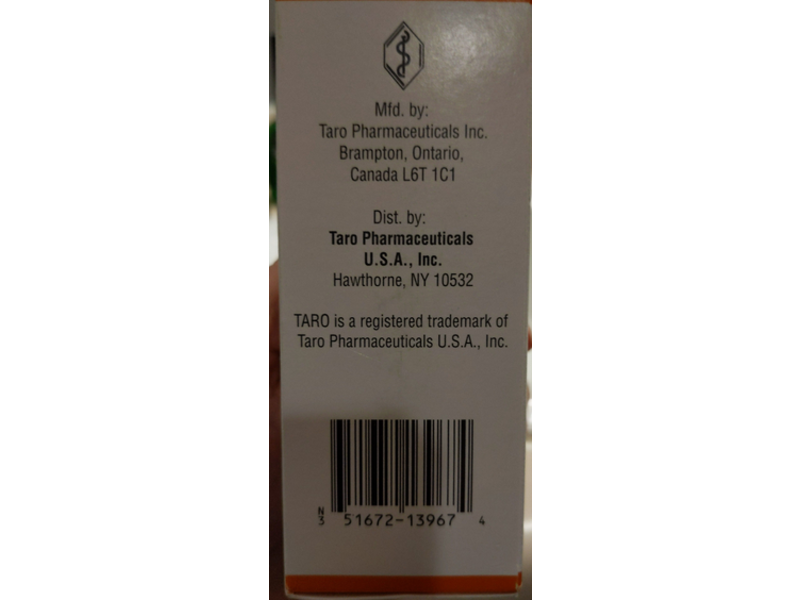 Mfd. by:
Taro Pharmaceuticals Inc.
Brampton, Ontario,
Canada L6T 1C1
Dist. by:
Taro Pharmaceuticals
U.S.A., Inc.
Hawthorne, NY 10532
TARO is a registered trademark of
Taro Pharmaceuticals U.S.A., Inc.
N
3 51672-13967 4